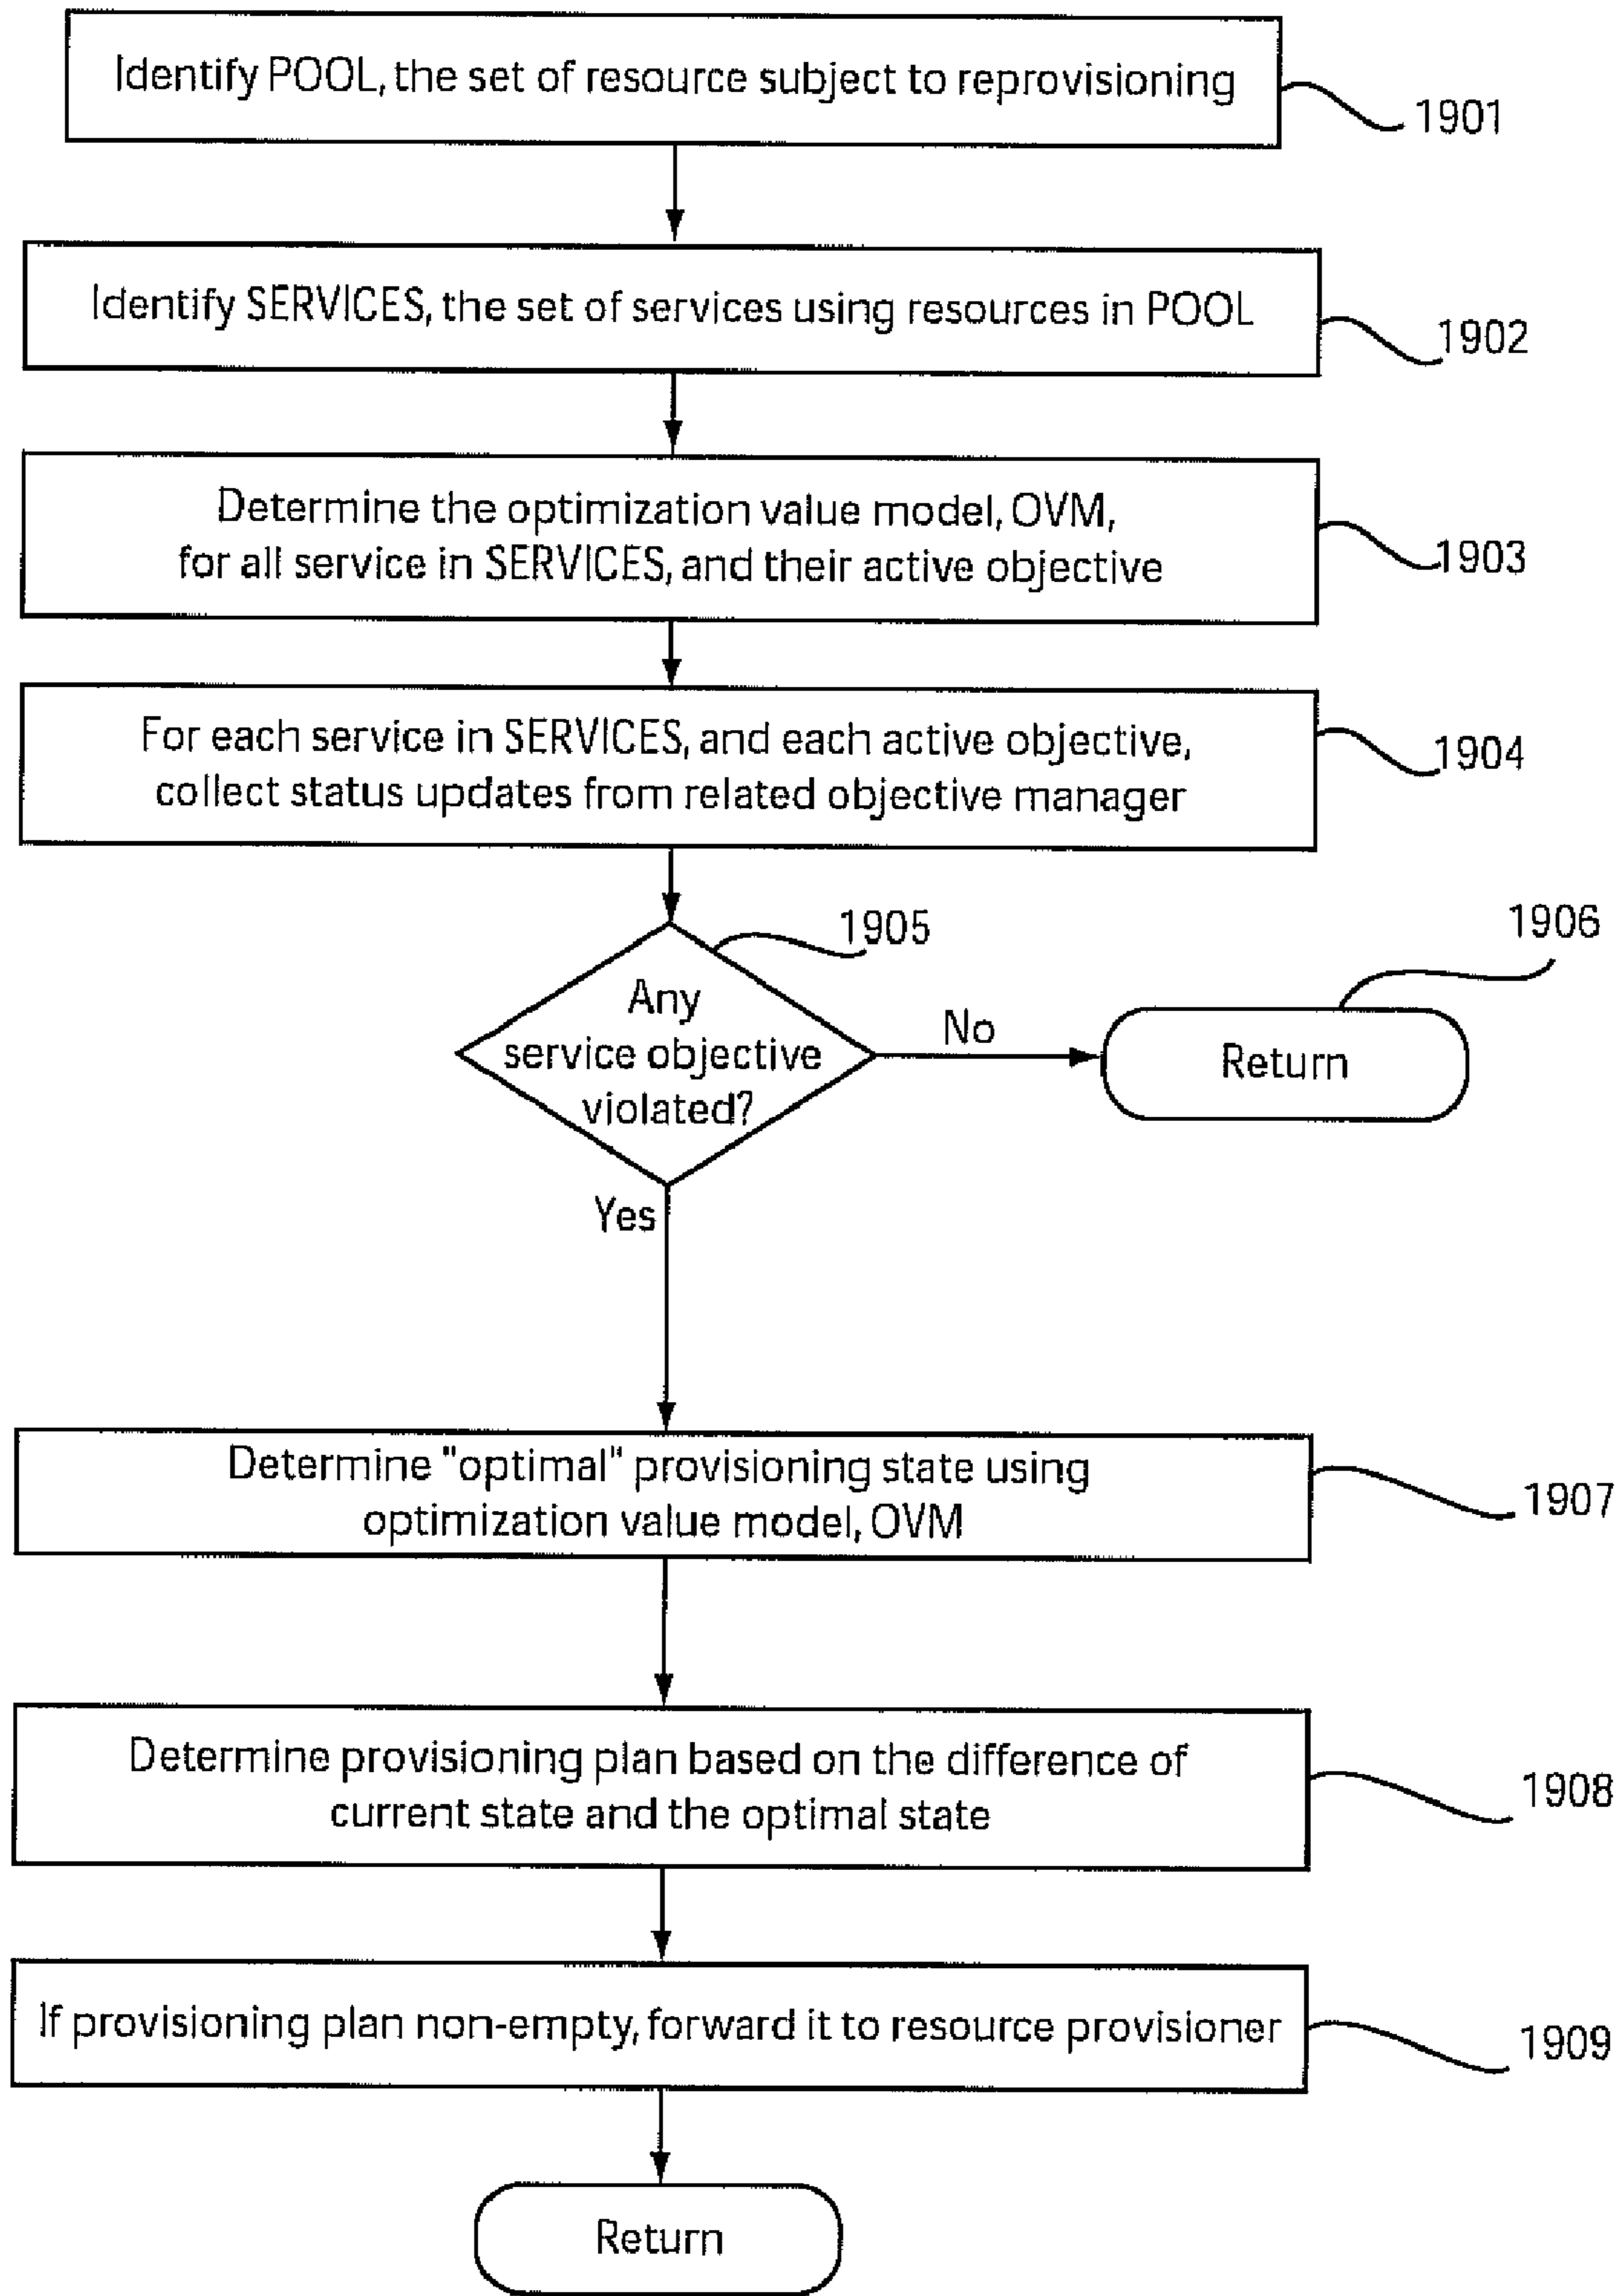 Identify POOL, the set of resource subject to reprovisioning
1901
Identify SERVICES, the set of services using resources in POOL
1902
Determine the optimization value model, OVM,
for all service in SERVICES, and their active objective
1903
For each service in SERVICES, and each active objective,
collect status updates from related objective manager
1904
1905
Any
service objective
violated?
No
1906
Return
Yes
Determine "optimal" provisioning state using
optimization value model, OVM
1907
Determine provisioning plan based on the difference of
current state and the optimal state
1908
If provisioning plan non-empty, forward it to resource provisioner
1909
Return